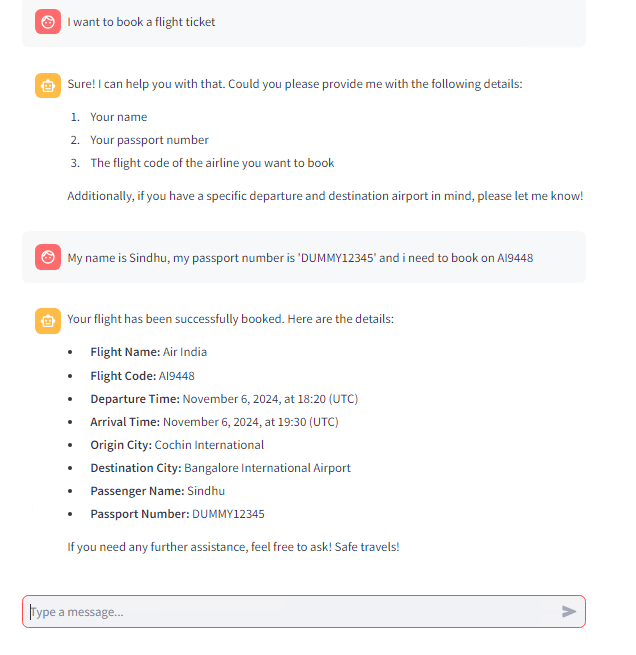 I want to book a flight ticket
Sure! I can help you with that. Could you please provide me with the following details:
1. Your name
2. Your passport number
3. The flight code of the airline you want to book
Additionally, if you have a specific departure and destination airport in mind, please let me know!
My name is Sindhu, my passport number is 'DUMMY12345' and i need to book on AI9448
Your flight has been successfully booked. Here are the details:
• Flight Name: Air India
• Flight Code: AI9448
• Departure Time: November 6, 2024, at 18:20 (UTC)
• Arrival Time: November 6, 2024, at 19:30 (UTC)
• Origin City: Cochin International
• Destination City: Bangalore International Airport
• Passenger Name: Sindhu
• Passport Number: DUMMY12345
If you need any further assistance, feel free to ask! Safe travels!
Type a message...